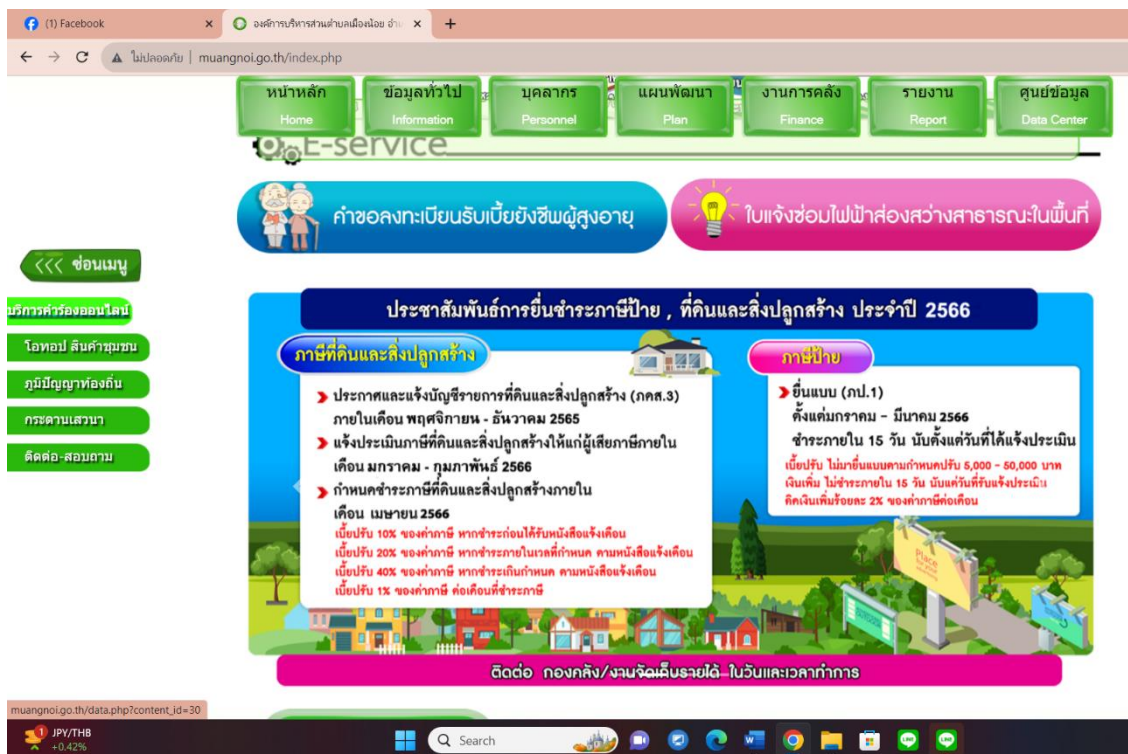 (1) Facebook
องค์การบริหารส่วนตำบลเมืองน้อย อำ
ไม่ปลอดภัย | muangnoi.go.th/index.php
หน้าหลัก ข้อมูลทั่วไป บุคลากร แผนพัฒนา งานการคลัง รายงาน ศูนย์ข้อมูล
Home Information Personnel Plan Finance Report Data Center
E-service
คำขอลงทะเบียนรับเบี้ยยังชีพผู้สูงอายุ
ใบแจ้งซ่อมไฟฟ้าส่องสว่างสาธารณะในพื้นที่
<<< ซ่อนเมนู
บริการคำร้องออนไลน์
โอทอป สินค้าชุมชน
ภูมิปัญญาท้องถิ่น
กระดานเสวนา
ติดต่อ-สอบถาม
ประชาสัมพันธ์การยื่นชำระภาษีป้าย , ที่ดินและสิ่งปลูกสร้าง ประจำปี 2566
ภาษีที่ดินและสิ่งปลูกสร้าง
ประกาศและแจ้งบัญชีรายการที่ดินและสิ่งปลูกสร้าง (ภดส.3)
ภายในเดือน พฤศจิกายน - ธันวาคม 2565
แจ้งประเมินภาษีที่ดินและสิ่งปลูกสร้างให้แก่ผู้เสียภาษีภายใน
เดือน มกราคม - กุมภาพันธ์ 2566
กำหนดชำระภาษีที่ดินและสิ่งปลูกสร้างภายใน
เดือน เมษายน 2566
เบี้ยปรับ 10% ของค่าภาษี หากชำระก่อนได้รับหนังสือแจ้งเตือน
เบี้ยปรับ 20% ของค่าภาษี หากชำระภายในเวลาที่กำหนด ตามหนังสือแจ้งเตือน
เบี้ยปรับ 40% ของค่าภาษี หากชำระเกินกำหนด ตามหนังสือแจ้งเตือน
เบี้ยปรับ 1% ของค่าภาษี ต่อเดือนที่ชำระภาษี
ภาษีป้าย
ยื่นแบบ (ภป.1)
ตั้งแต่มกราคม – มีนาคม 2566
ชำระภายใน 15 วัน นับตั้งแต่วันที่ได้แจ้งประเมิน
เบี้ยปรับ ไม่มายื่นแบบตามกำหนดปรับ 5,000 - 50,000 บาท
เงินเพิ่ม ไม่ชำระภายใน 15 วัน นับแต่วันที่รับแจ้งประเมิน
คิดเงินเพิ่มร้อยละ 2% ของค่าภาษีต่อเดือน
Place
ติดต่อ กองคลัง/งานจัดเก็บรายได้ ในวันและเวลาทำการ
muangnoi.go.th/data.php?content_id=30
1
JPY/THB
+0.42%
Search